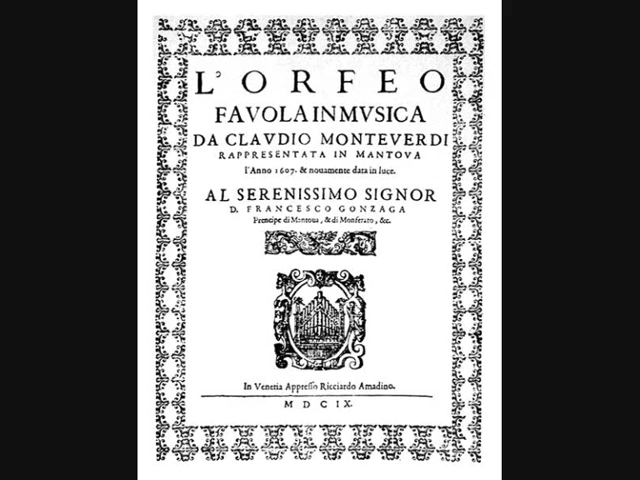 L'ORFEO
FAVOLA IN MVSICA
DA CLAVDIO MONTEVERDI
RAPPRESENTATA IN MANTOVA
l'Anno 1607. & nouamente data in luce.
AL SERENISSIMO SIGNOR
D. FRANCESCO GONZAGA
Prencipe di Mantoua, & di Monferato, &c.
In Venetia Appresso Ricciardo Amadino.
M D C IX.